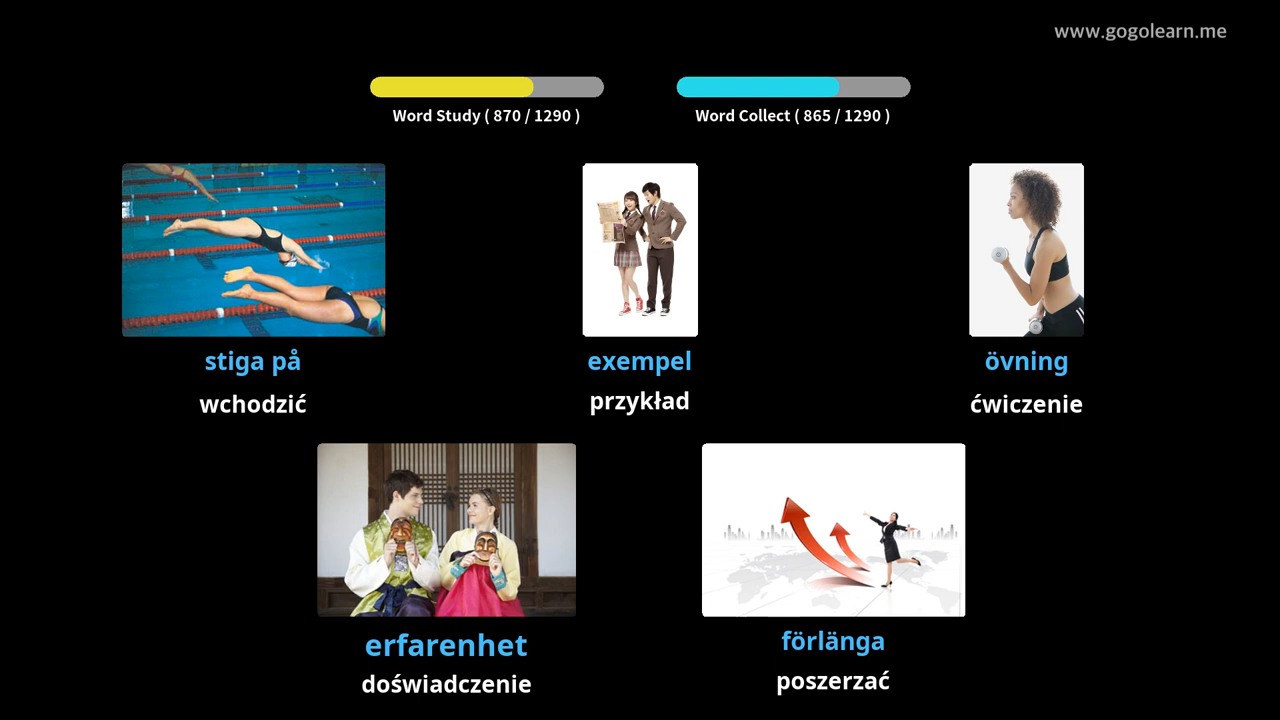 www.gogolearn.me
Word Study ( 870 / 1290 )
Word Collect ( 865 / 1290 )
stiga på
wchodzić
exempel
przykład
övning
ćwiczenie
erfarenhet
doświadczenie
förlänga
poszerzać